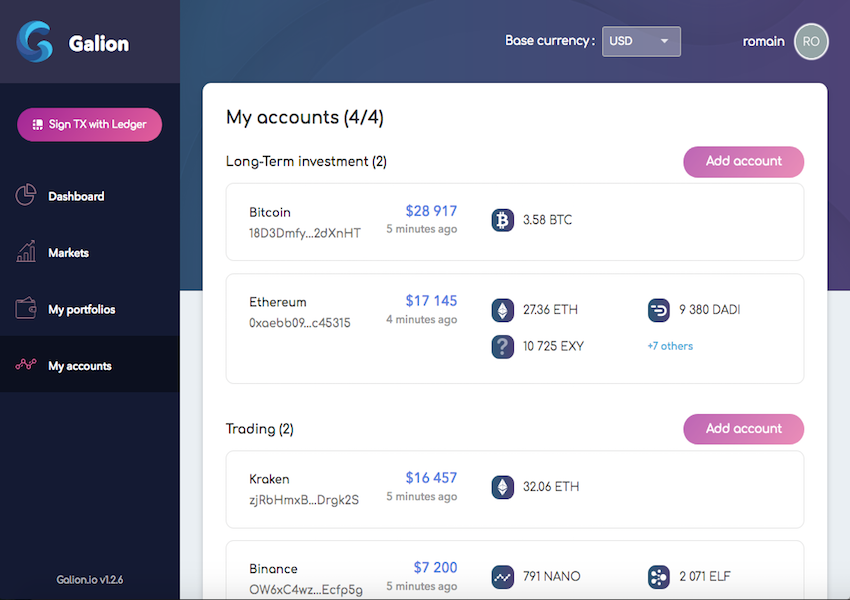 Galion
Base currency : USD
romain RO
Sign TX with Ledger
Dashboard
Markets
My portfolios
My accounts
Galion.io v1.2.6
My accounts (4/4)
Long-Term investment (2) Add account
Bitcoin $28 917 3.58 BTC
18D3Dmfy...2dXnHT 5 minutes ago
Ethereum $17 145 27.36 ETH 9 380 DADI
0xaebb09...c45315 4 minutes ago
10 725 EXY +7 others
Trading (2) Add account
Kraken $16 457 32.06 ETH
zjRbHmxB...Drgk2S 5 minutes ago
Binance $7 200 791 NANO 2 071 ELF
OW6xC4wz...Ecfp5g 5 minutes ago